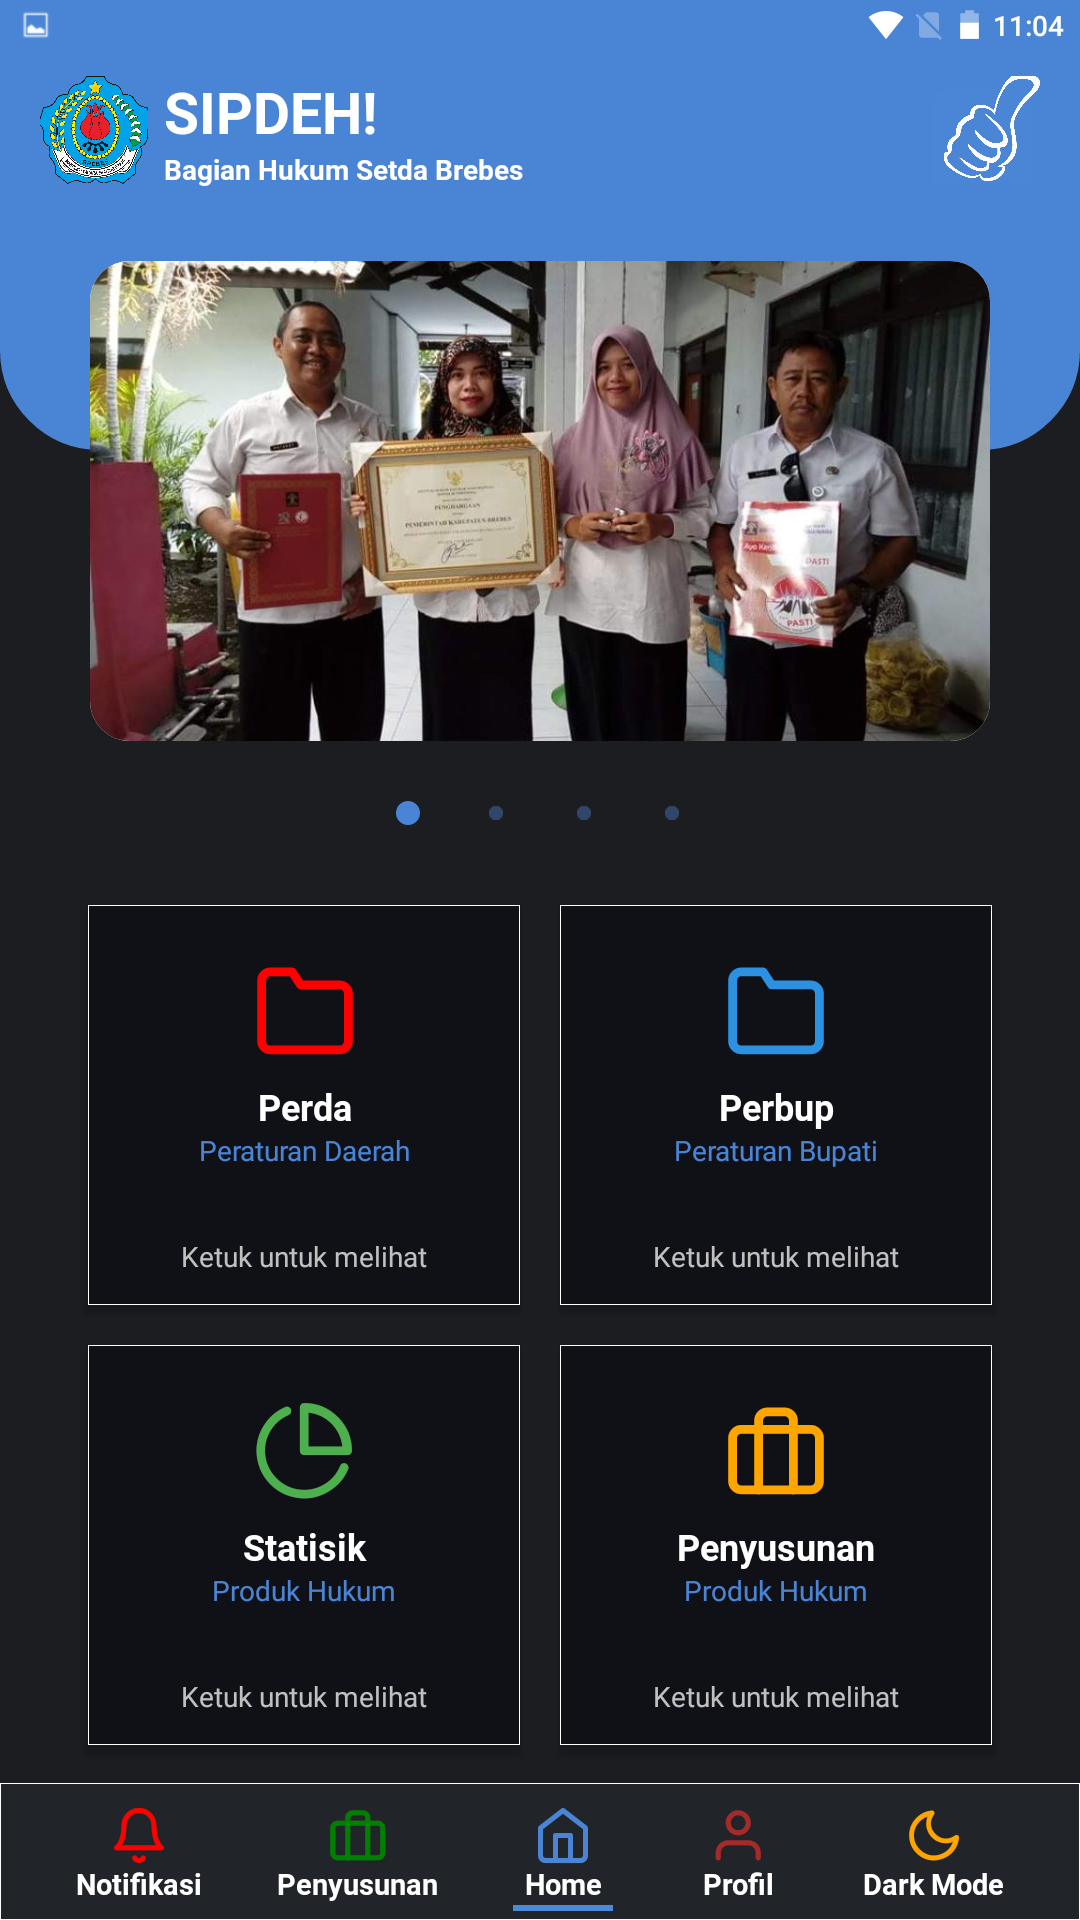 11:04
SIPDEH!
Bagian Hukum Setda Brebes
PENGHARGAAN
PEMERINTAH KABUPATEN BREBES
PASTI
PASTI
Perda
Peraturan Daerah
Ketuk untuk melihat
Perbup
Peraturan Bupati
Ketuk untuk melihat
Statisik
Produk Hukum
Ketuk untuk melihat
Penyusunan
Produk Hukum
Ketuk untuk melihat
Notifikasi
Penyusunan
Home
Profil
Dark Mode